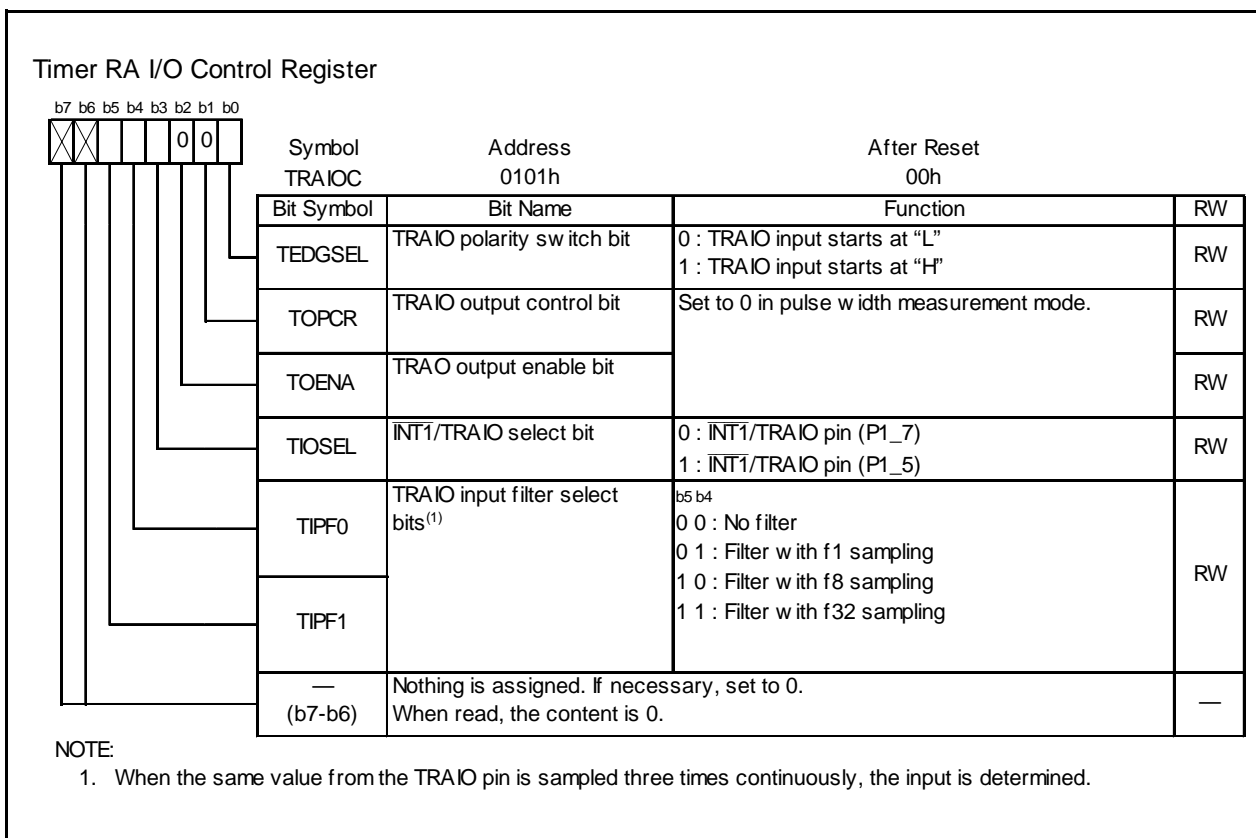 Timer RA I/O Control Register
b7 b6 b5 b4 b3 b2 b1 b0
0 0
Symbol Address After Reset
TRAIOC 0101h 00h
Bit Symbol Bit Name Function RW
TEDGSEL TRAIO polarity switch bit 0 : TRAIO input starts at “L” RW
1 : TRAIO input starts at “H”
TOPCR TRAIO output control bit Set to 0 in pulse width measurement mode. RW
TOENA TRAO output enable bit RW
TIOSEL INT1/TRAIO select bit 0 : INT1/TRAIO pin (P1_7) RW
1 : INT1/TRAIO pin (P1_5)
TIPF0 TRAIO input filter select b5 b4
bits(1) 0 0 : No filter
0 1 : Filter with f1 sampling
1 0 : Filter with f8 sampling RW
TIPF1 1 1 : Filter with f32 sampling
— Nothing is assigned. If necessary, set to 0. —
(b7-b6) When read, the content is 0.
NOTE:
1. When the same value from the TRAIO pin is sampled three times continuously, the input is determined.